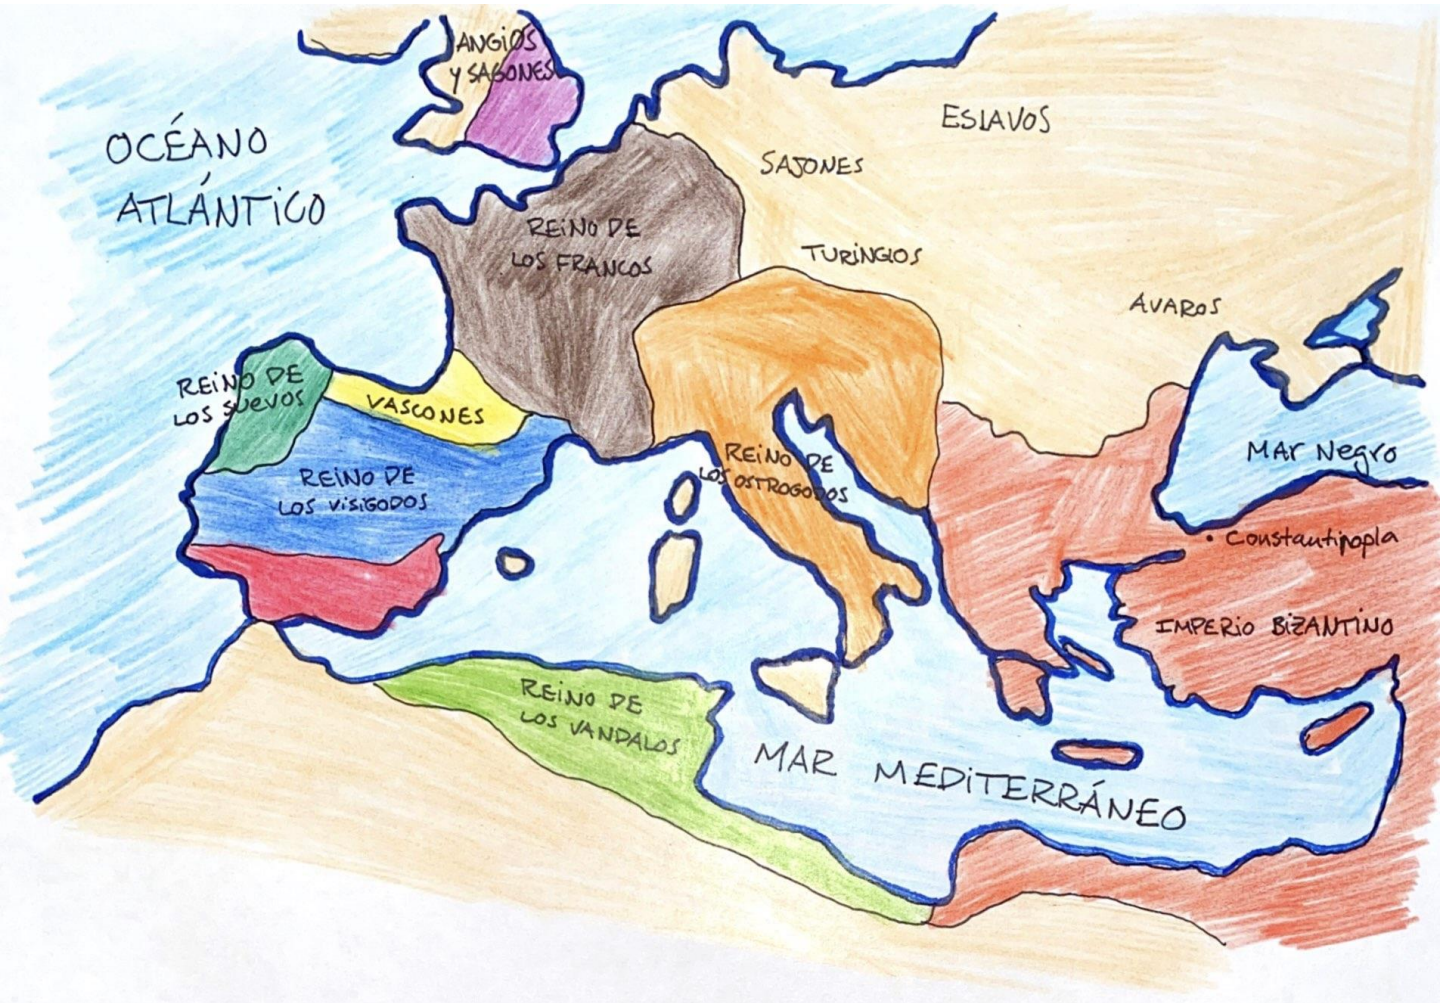 ANGIOS
Y SAGONES
OCÉANO
ATLÁNTICO
ESLAVOS
SAJONES
REINO DE
LOS FRANCOS
TURINGIOS
AVAROS
REINO DE
LOS SUEVOS
VASCONES
MAR NEGRO
REINO DE
LOS OSTROGODOS
REINO DE
LOS VISIGODOS
• Constantinopla
IMPERIO BIZANTINO
REINO DE
LOS VANDALOS
MAR MEDITERRÁNEO